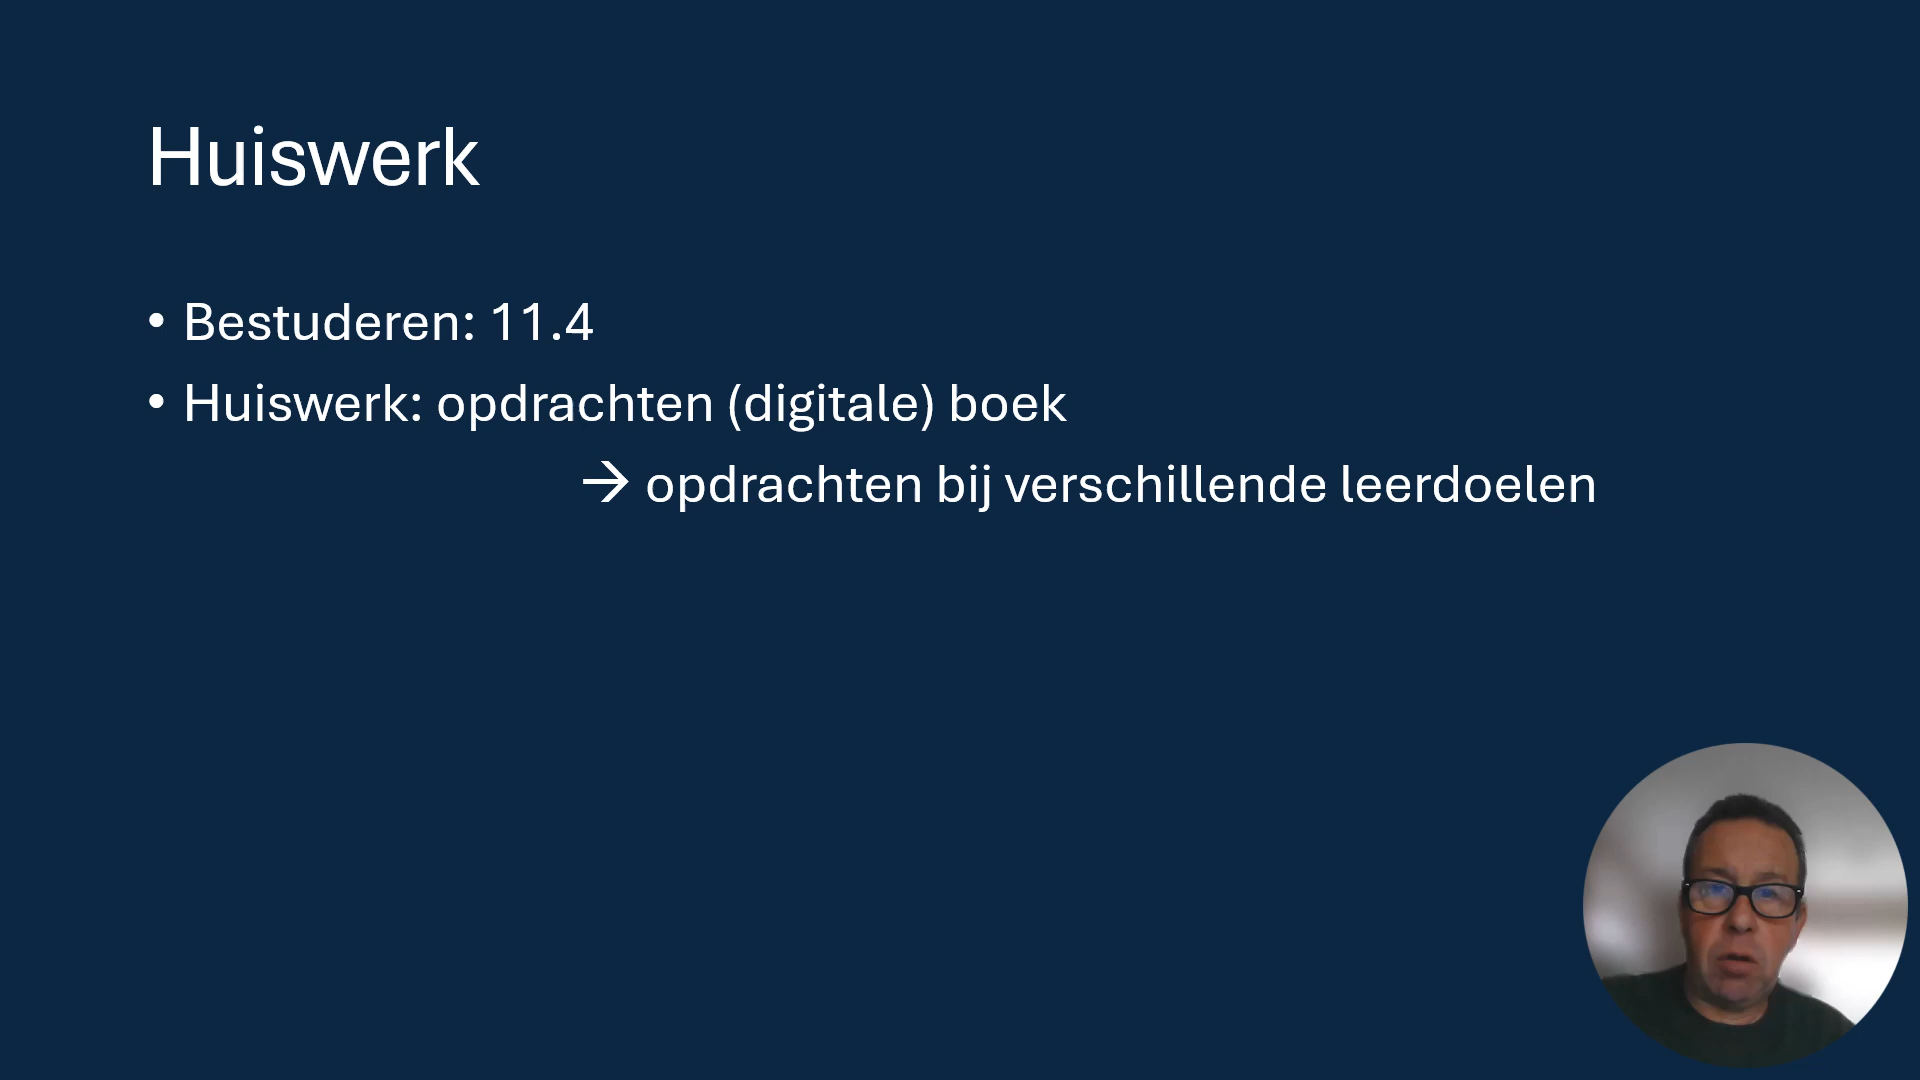 Huiswerk
• Bestuderen: 11.4
• Huiswerk: opdrachten (digitale) boek
→ opdrachten bij verschillende leerdoelen